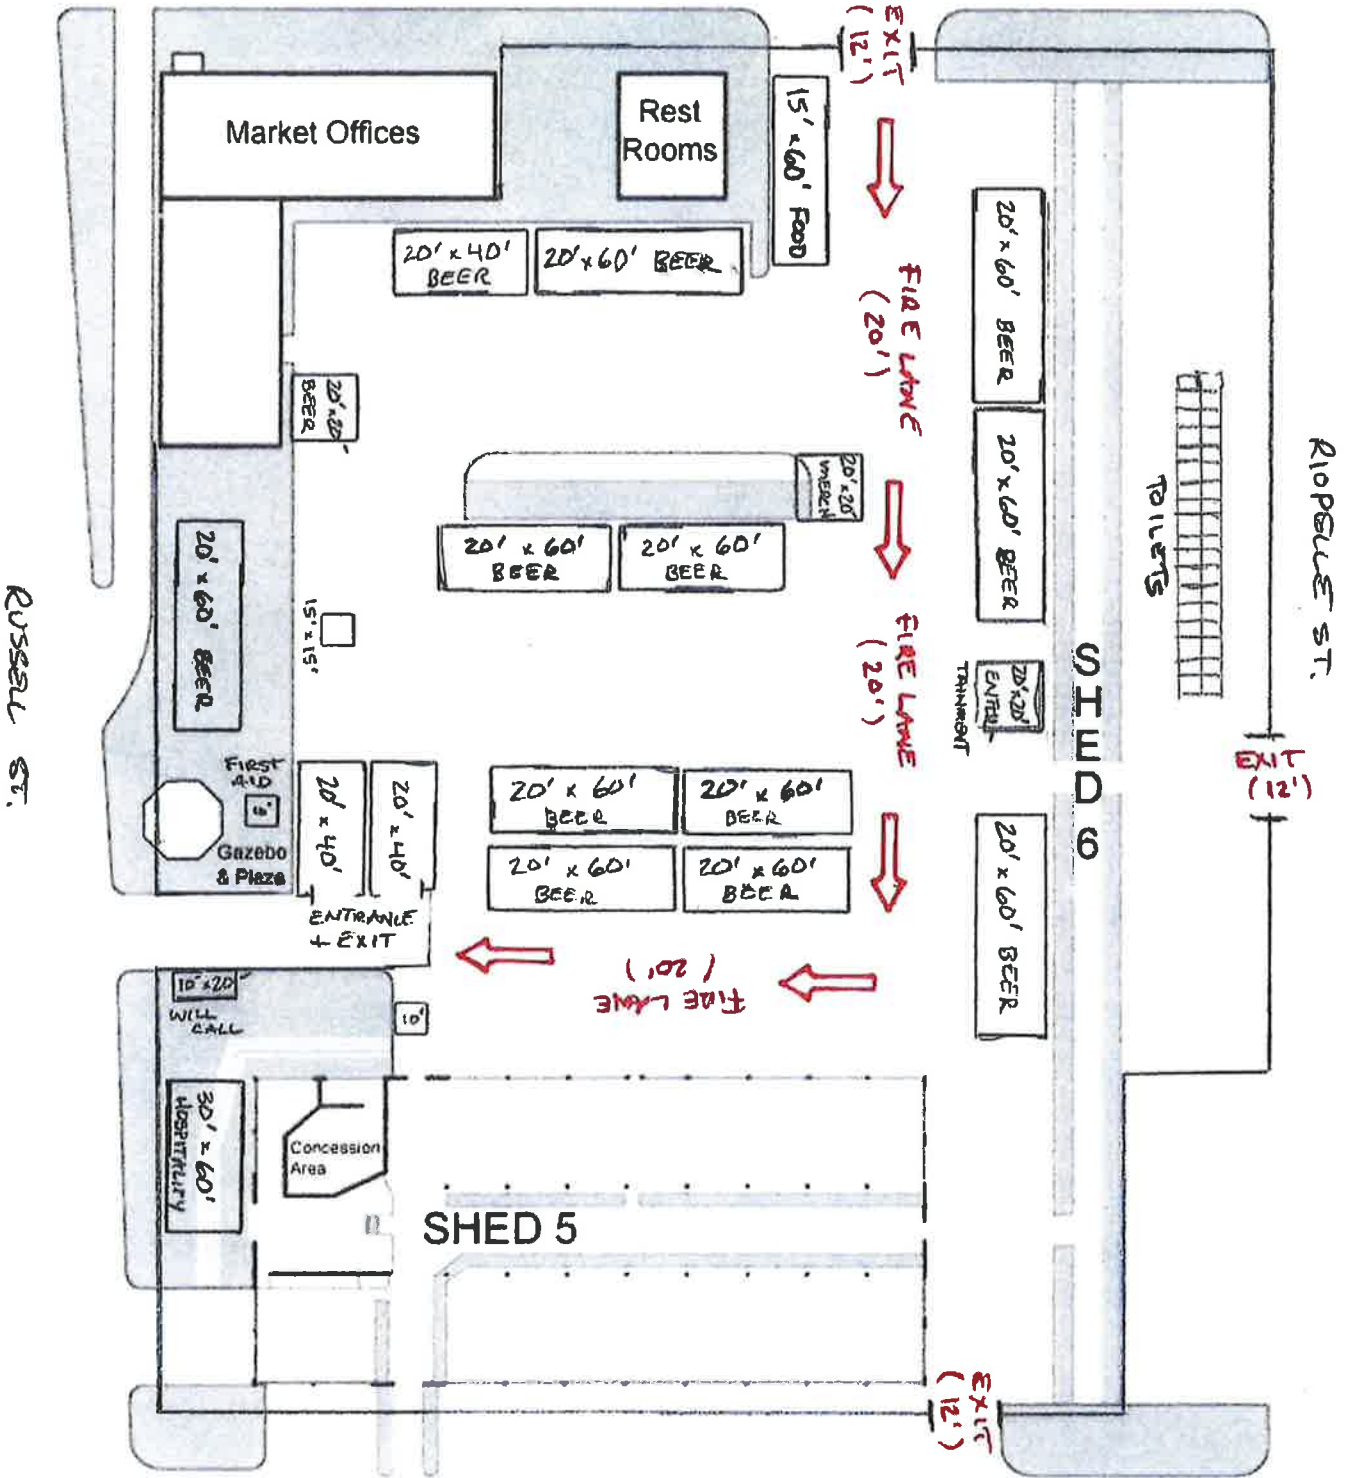 EXIT
(12')
Market Offices
Rest
Rooms
15' x 60' FOOD
20' x 40'
BEER
20' x 60' BEER
FIRE LANE
(20')
20' x 60' BEER
20' x 20'
BEER
20' x 60' BEER
RIOPELLE ST.
TOILETS
20' x 20'
MERCH
20' x 60'
BEER
20' x 60'
BEER
20' x 60' BEER
15' x 15'
RUSSELL ST.
FIRE LANE
(20')
20' x 20'
ENTER-
TAINMENT
SHED 6
EXIT
(12')
FIRST
AID
10'
Gazebo
& Plaza
20' x 40'
20' x 40'
20' x 60'
BEER
20' x 60'
BEER
20' x 60'
BEER
20' x 60'
BEER
20' x 60' BEER
ENTRANCE
+ EXIT
FIRE LANE
(20')
10' x 20'
WILL
CALL
10'
30' x 60'
HOSPITALITY
Concession
Area
SHED 5
EXIT
(12')